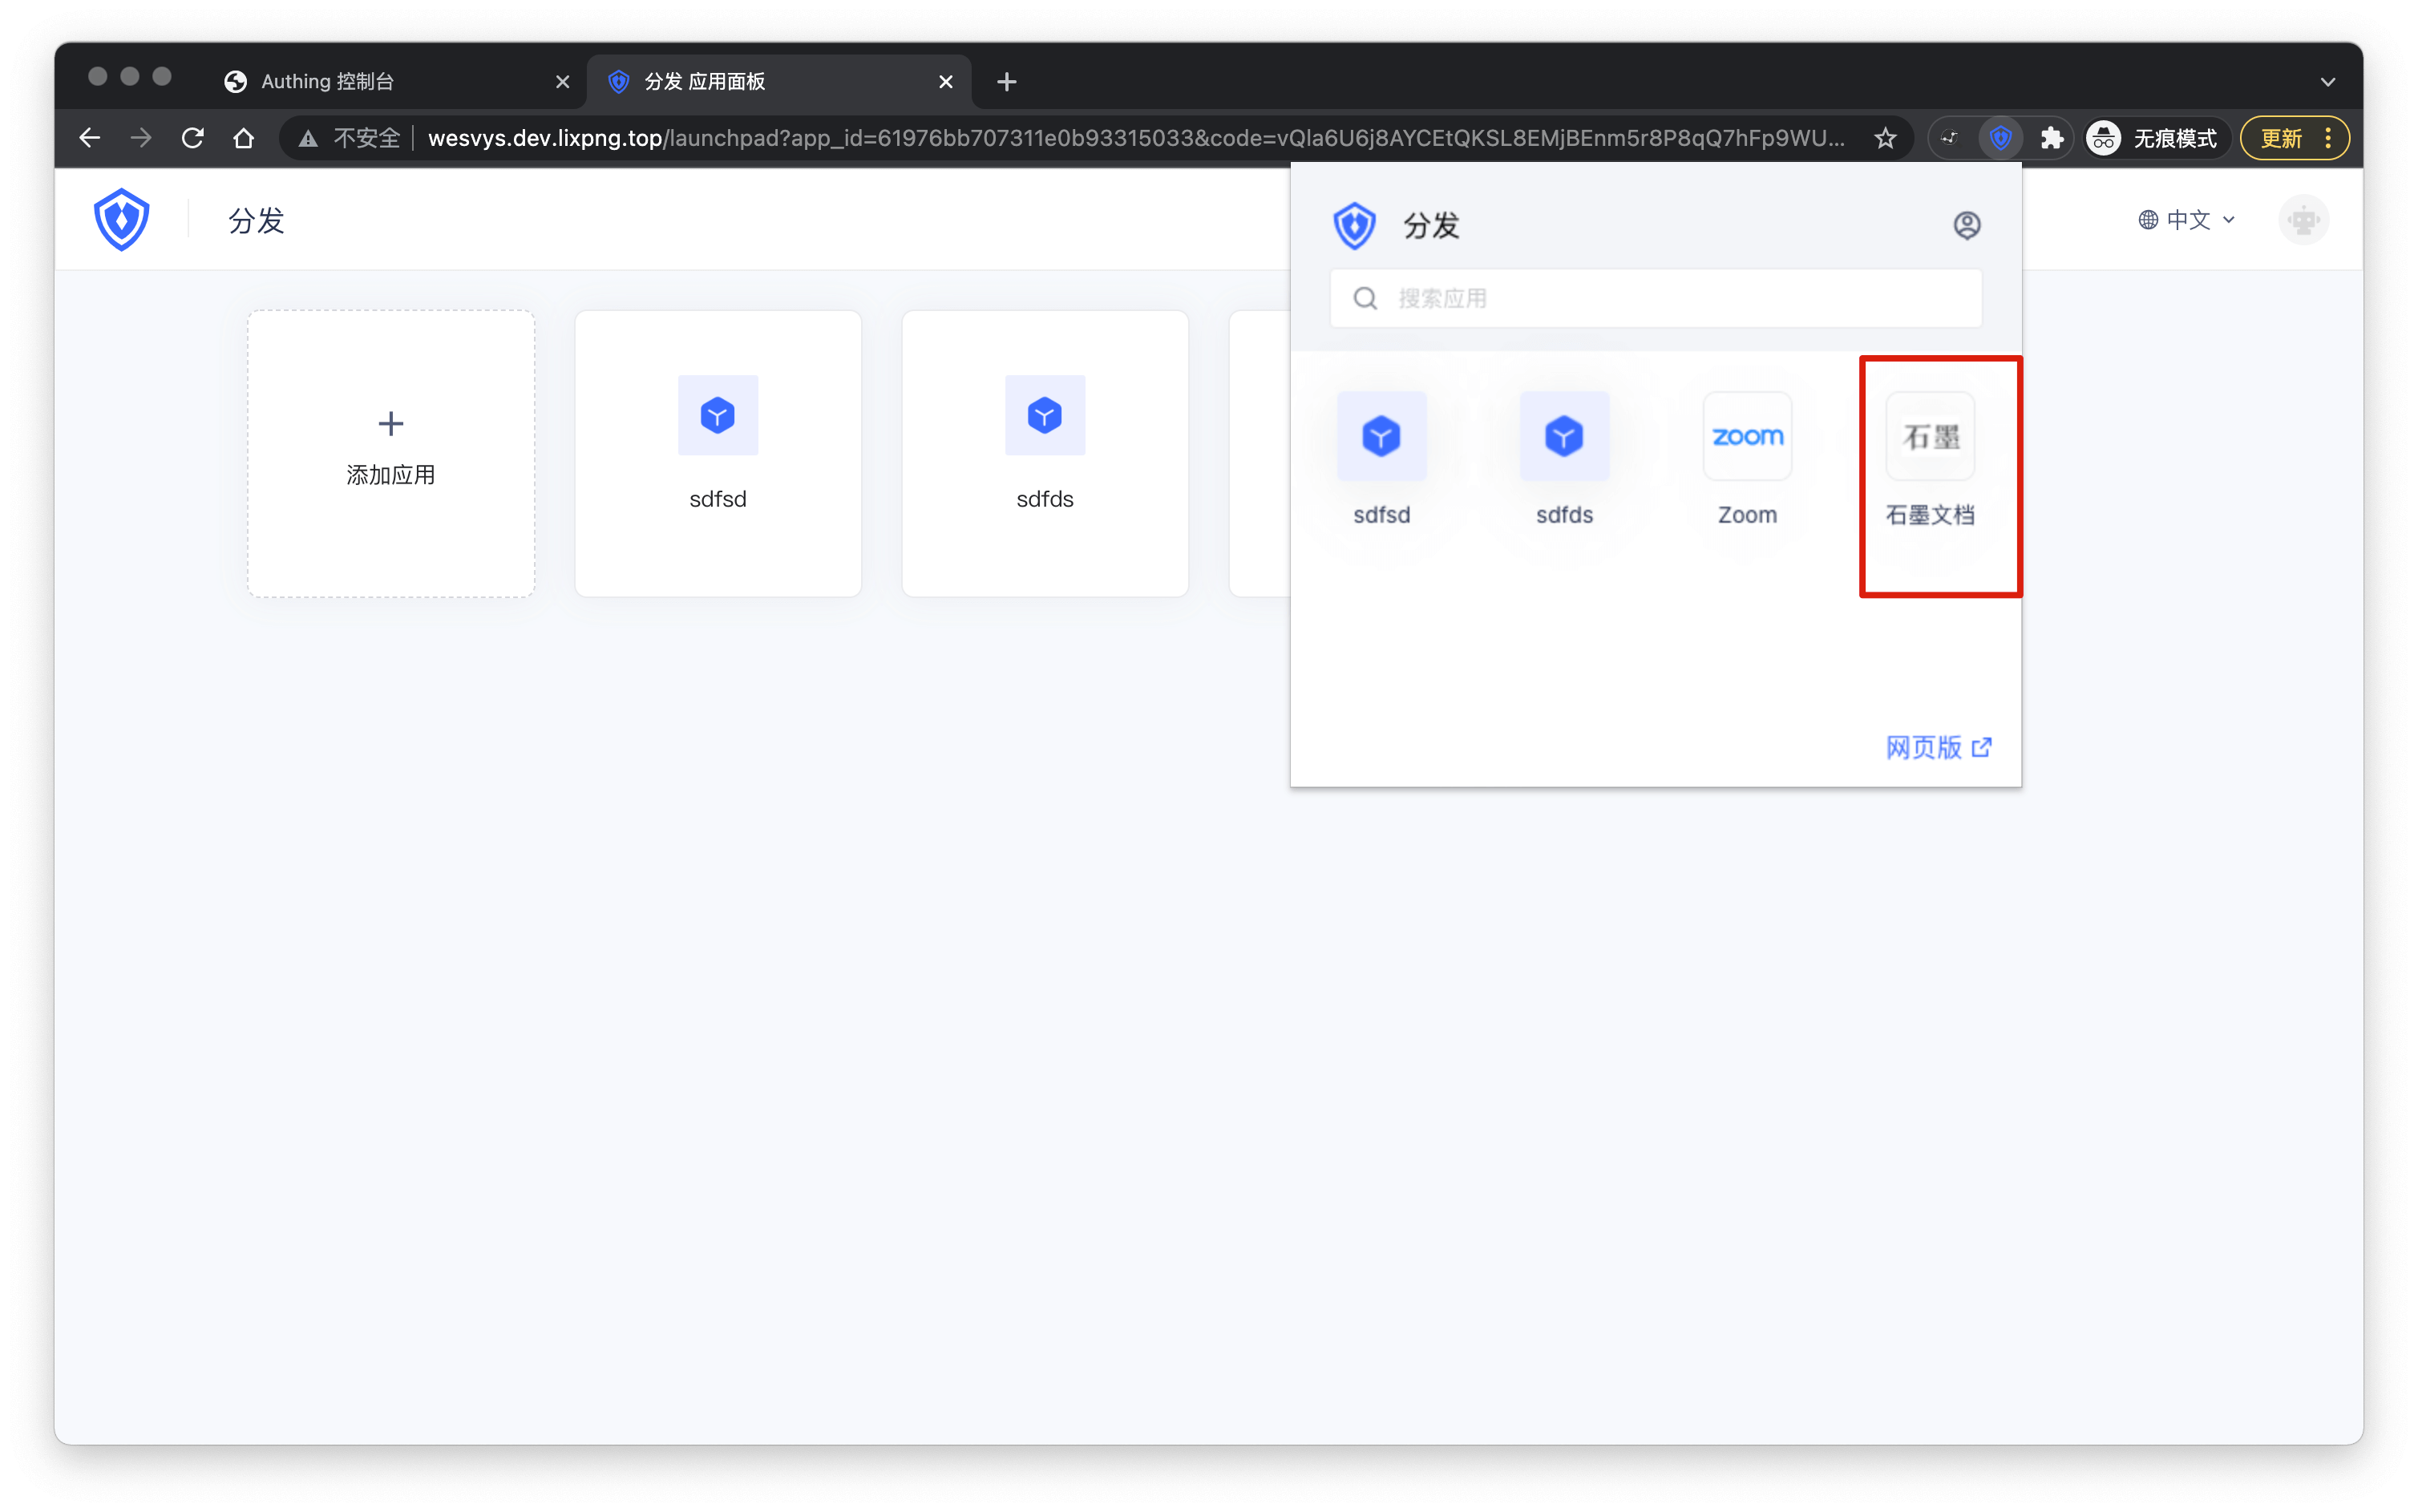 Authing 控制台
分发 应用面板
不安全
wesvys.dev.lixpng.top/launchpad?app_id=61976bb707311e0b93315033&code=vQla6U6j8AYCEtQKSL8EMjBEnm5r8P8qQ7hFp9WU...
无痕模式
更新
分发
中文
添加应用
sdfsd
sdfds
分发
搜索应用
sdfsd
sdfds
zoom
Zoom
石墨
石墨文档
网页版